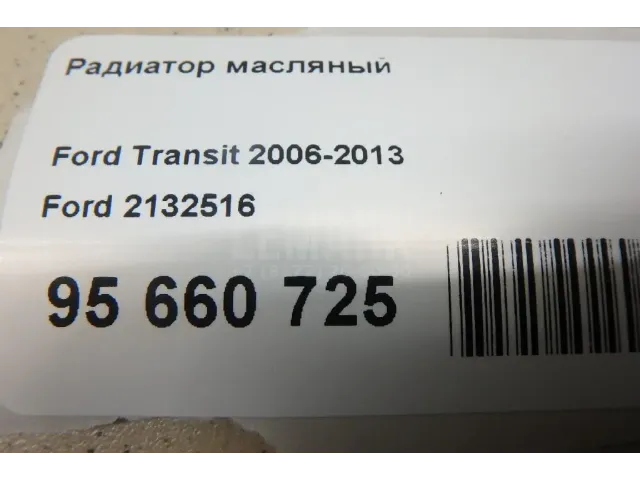 Радиатор масляный
Ford Transit 2006-2013
Ford 2132516
95 660 725